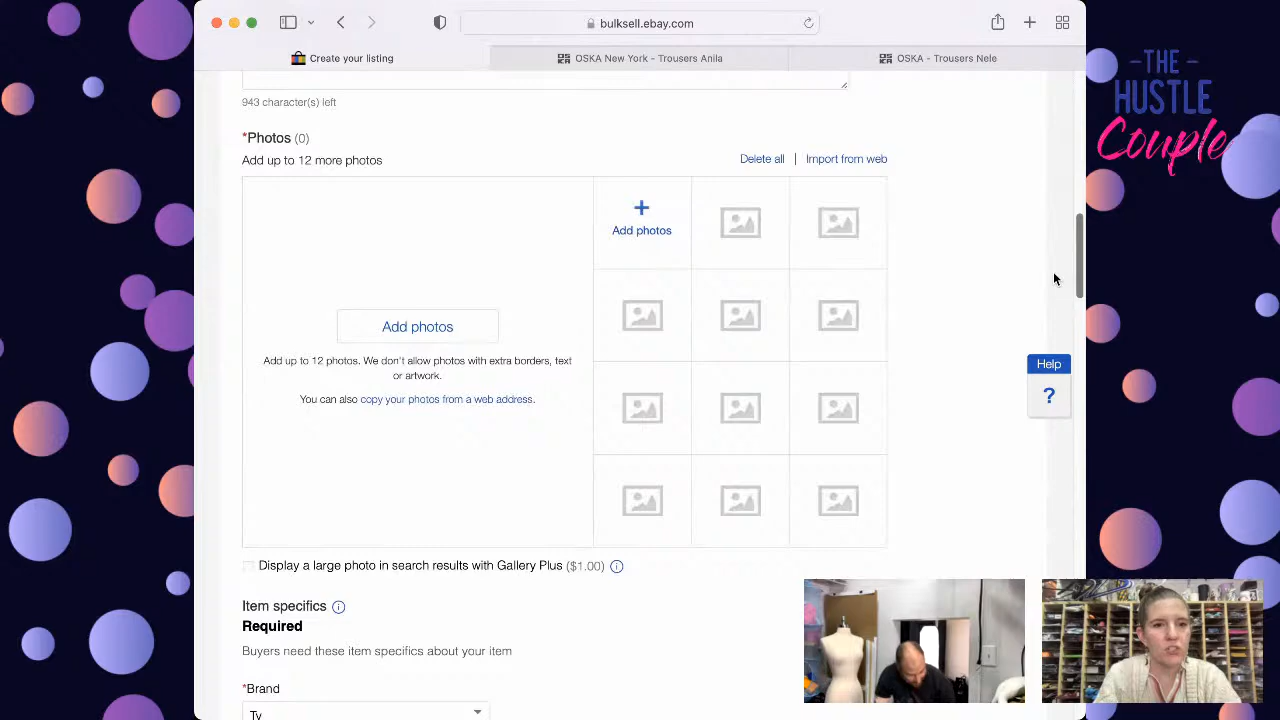 bulksell.ebay.com
Create your listing
OSKA New York - Trousers Anila
OSKA - Trousers Nele
-THE-
HUSTLE
Couple
943 character(s) left
*Photos (0)
Add up to 12 more photos
Delete all | Import from web
+
Add photos
Add photos
Add up to 12 photos. We don't allow photos with extra borders, text
or artwork.
You can also copy your photos from a web address.
Help
?
Display a large photo in search results with Gallery Plus ($1.00)
Item specifics
Required
Buyers need these item specifics about your item
*Brand
Ty